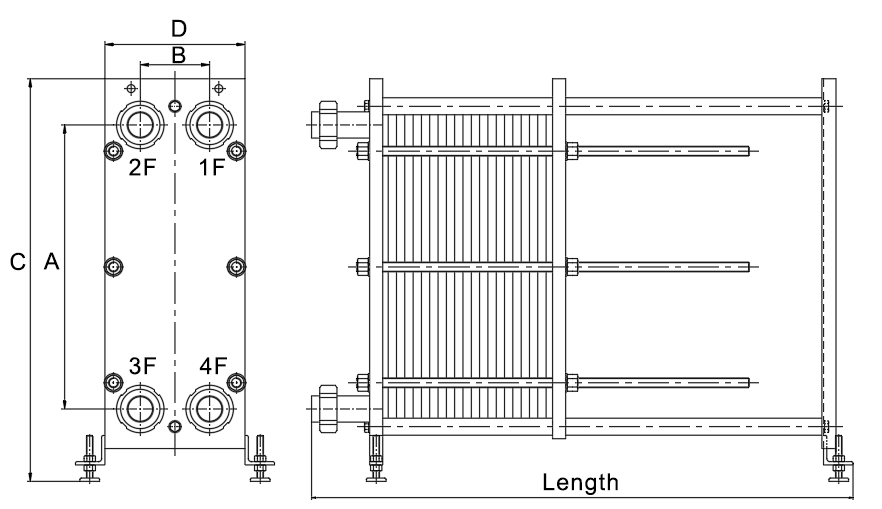 D
B
2F 1F
C A
3F 4F
Length